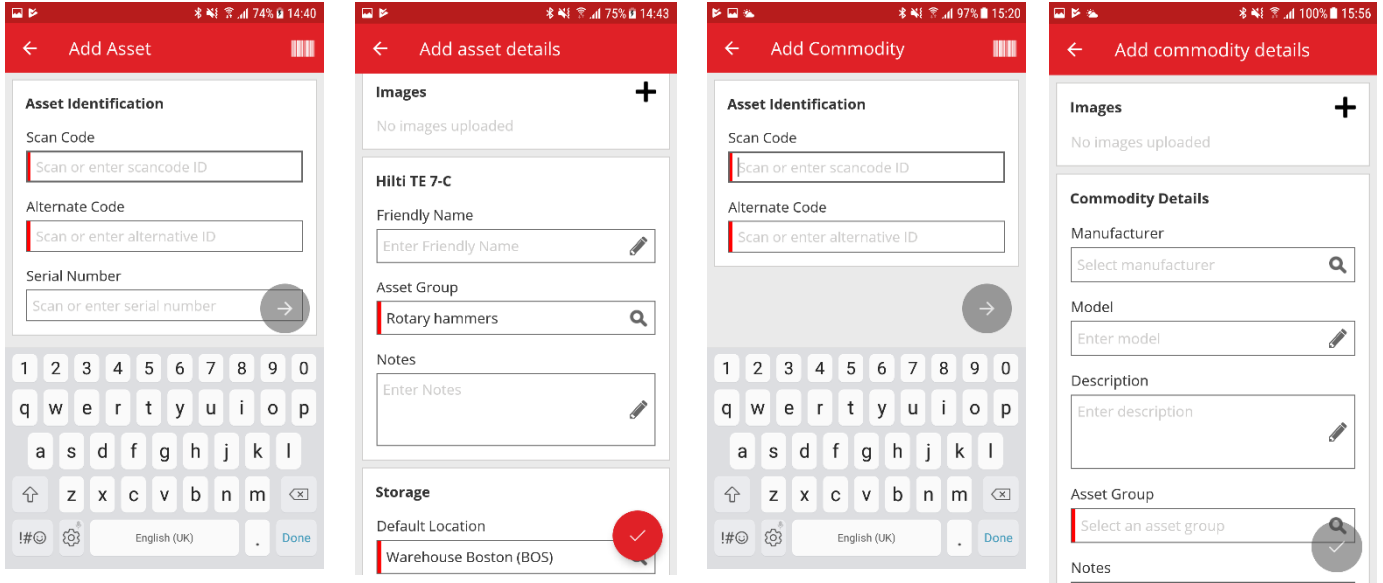 74% 14:40
Add Asset
Asset Identification
Scan Code
Scan or enter scancode ID
Alternate Code
Scan or enter alternative ID
Serial Number
Scan or enter serial number
1 2 3 4 5 6 7 8 9 0
q w e r t y u i o p
a s d f g h j k l
z x c v b n m
!#☺ English (UK) . Done
75% 14:43
Add asset details
Images
No images uploaded
Hilti TE 7-C
Friendly Name
Enter Friendly Name
Asset Group
Rotary hammers
Notes
Enter Notes
Storage
Default Location
Warehouse Boston (BOS)
97% 15:20
Add Commodity
Asset Identification
Scan Code
Scan or enter scancode ID
Alternate Code
Scan or enter alternative ID
1 2 3 4 5 6 7 8 9 0
q w e r t y u i o p
a s d f g h j k l
z x c v b n m
!#☺ English (UK) . Done
100% 15:56
Add commodity details
Images
No images uploaded
Commodity Details
Manufacturer
Select manufacturer
Model
Enter model
Description
Enter description
Asset Group
Select an asset group
Notes